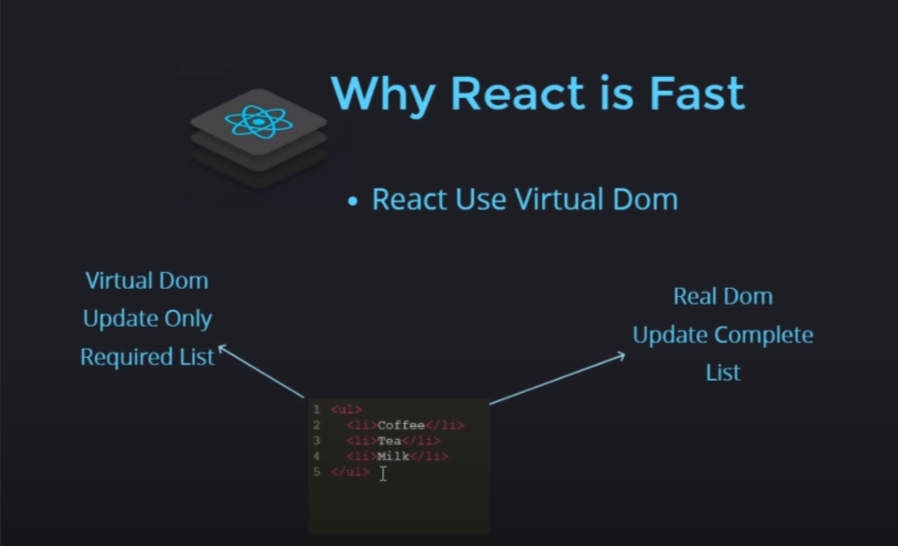 Why React is Fast
• React Use Virtual Dom
Virtual Dom
Update Only
Required List
Real Dom
Update Complete
List
1 <ul>
2 <li>Coffee</li>
3 <li>Tea</li>
4 <li>Milk</li>
5 </ul>